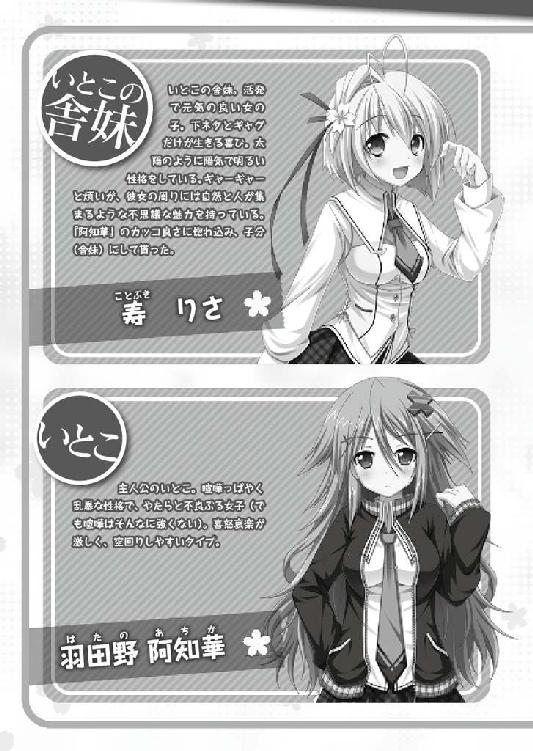 いとこの
舎妹
いとこの舎妹。活発
で元気の良い女の
子。下ネタとギャグ
だけが生きる喜び。太
陽のように陽気で明るい
性格をしている。ギャーギャー
と煩いが、彼女の周りには自然と人が集
まるような不思議な魅力を持っている。
「阿知華」のカッコ良さに惚れ込み、子分
(舎妹)にして貰った。
ことぶき
寿 りさ
いとこ
主人公のいとこ。喧嘩っぱやく
乱暴な性格で、やたらと不良ぶる女子(で
も喧嘩はそんなに強くない)。喜怒哀楽が
激しく、空回りしやすいタイプ。
はたの あちか
羽田野 阿知華